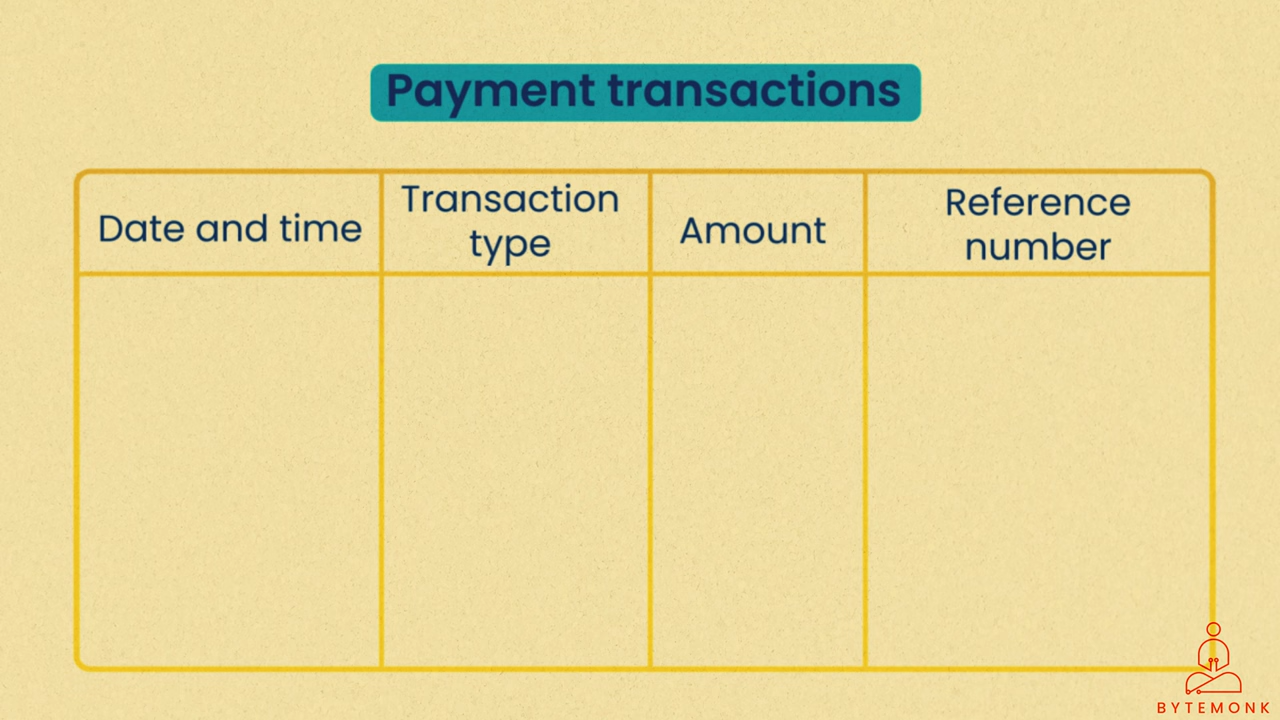 Payment transactions
Date and time
Transaction
type
Amount
Reference
number
BYTEMONK